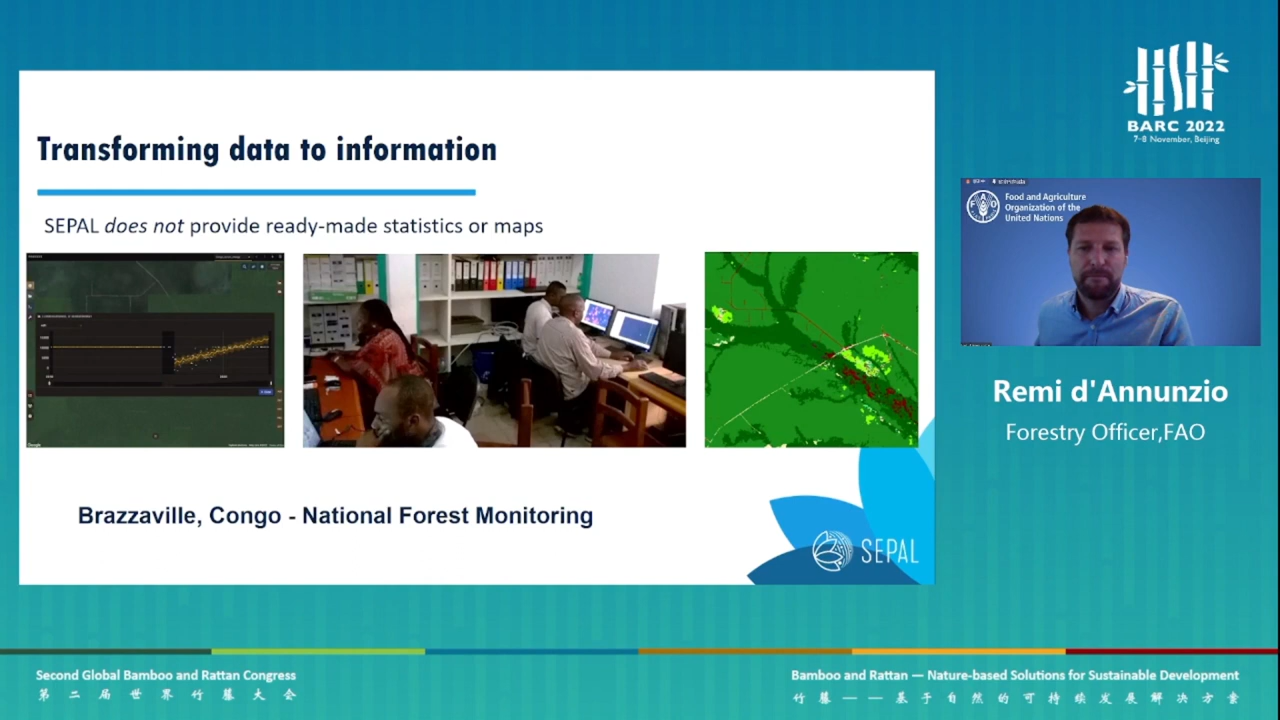 BARC 2022
7-8 November, Beijing
Transforming data to information
SEPAL does not provide ready-made statistics or maps
Food and Agriculture
Organization of the
United Nations
Remi d'Annunzio
Forestry Officer,FAO
Brazzaville, Congo - National Forest Monitoring
SEPAL
Second Global Bamboo and Rattan Congress
第二届世界竹藤大会
Bamboo and Rattan — Nature-based Solutions for Sustainable Development
竹藤——基于自然的可持续发展解决方案